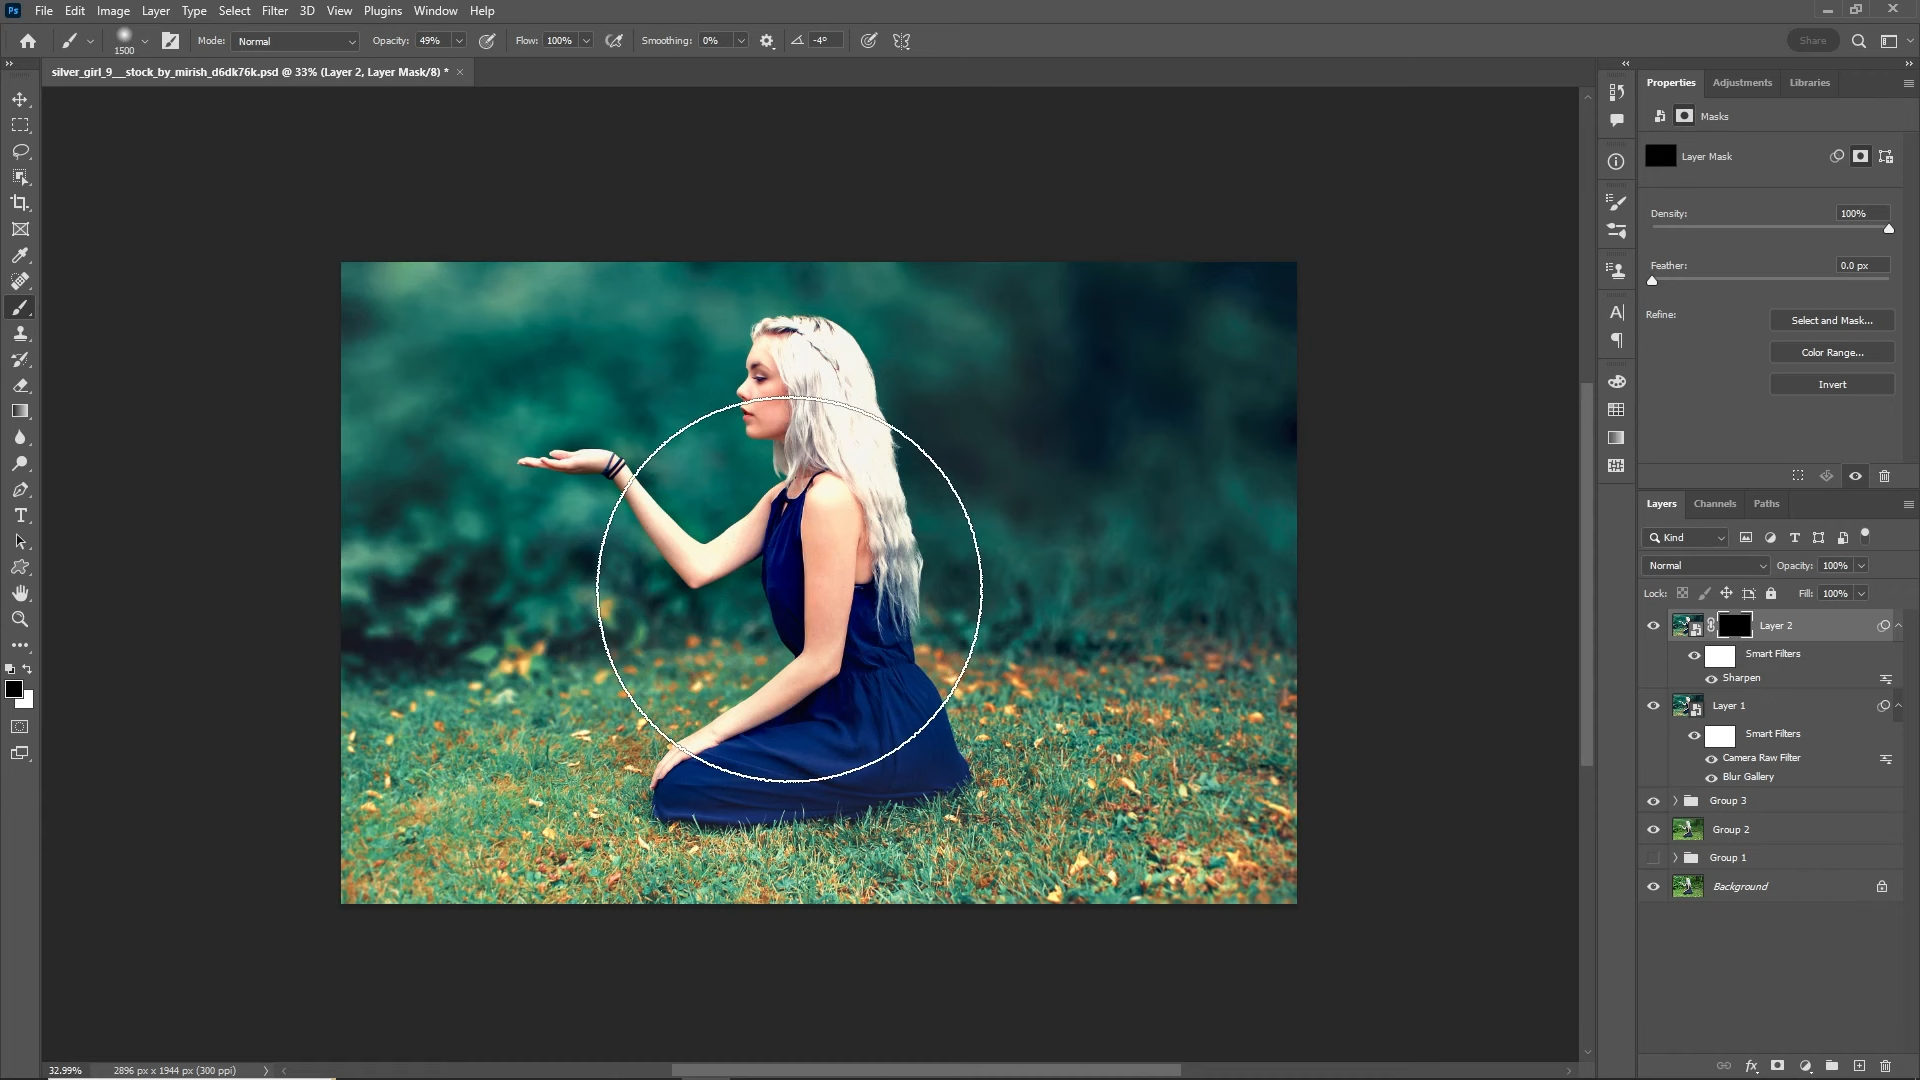 Ps File Edit Image Layer Type Select Filter 3D View Plugins Window Help
1500 Mode: Normal Opacity: 49% Flow: 100% Smoothing: 0% -4° Share
silver_girl_9__stock_by_mirish_d6dk76k.psd @ 33% (Layer 2, Layer Mask/8) * ×
Properties Adjustments Libraries
Masks
Layer Mask
Density: 100%
Feather: 0.0 px
Refine: Select and Mask...
Color Range...
Invert
Layers Channels Paths
Kind
Normal Opacity: 100%
Lock: Fill: 100%
Layer 2
Smart Filters
Sharpen
Layer 1
Smart Filters
Camera Raw Filter
Blur Gallery
Group 3
Group 2
Group 1
Background
fx
32.99% 2896 px x 1944 px (300 ppi)